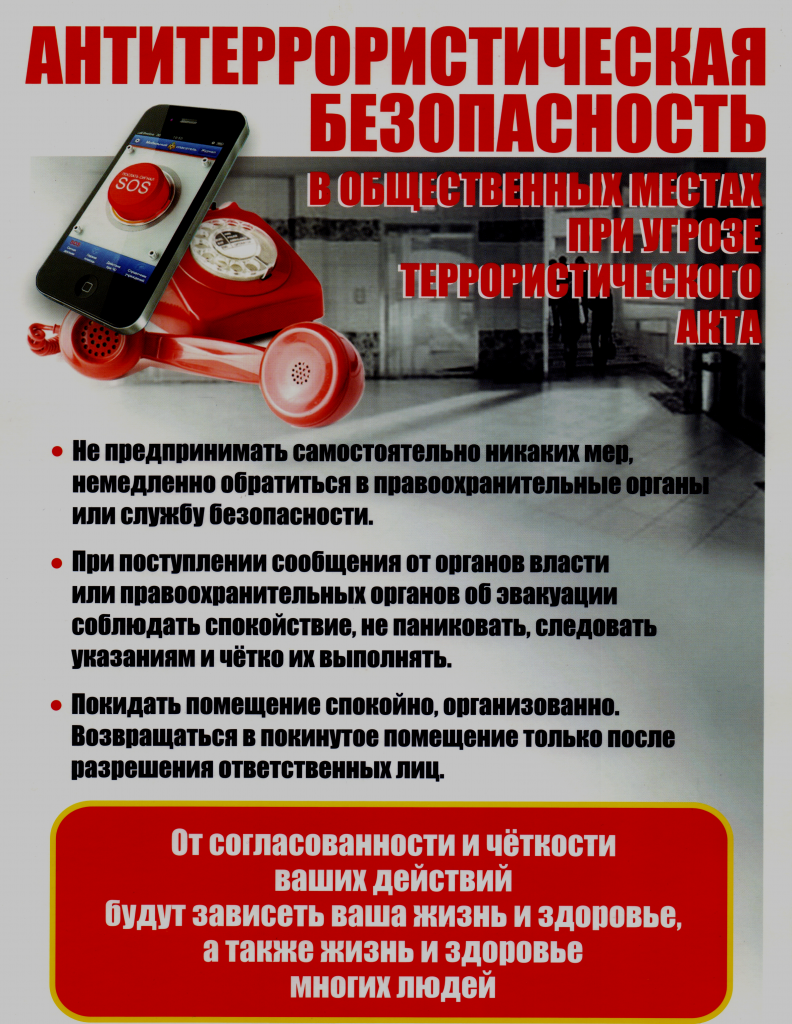 АНТИТЕРРОРИСТИЧЕСКАЯ
БЕЗОПАСНОСТЬ
В ОБЩЕСТВЕННЫХ МЕСТАХ
ПРИ УГРОЗЕ
ТЕРРОРИСТИЧЕСКОГО
АКТА
SOS
• Не предпринимать самостоятельно никаких мер,
немедленно обратиться в правоохранительные органы
или службу безопасности.
• При поступлении сообщения от органов власти
или правоохранительных органов об эвакуации
соблюдать спокойствие, не паниковать, следовать
указаниям и чётко их выполнять.
• Покидать помещение спокойно, организованно.
Возвращаться в покинутое помещение только после
разрешения ответственных лиц.
От согласованности и чёткости
ваших действий
будут зависеть ваша жизнь и здоровье,
а также жизнь и здоровье
многих людей